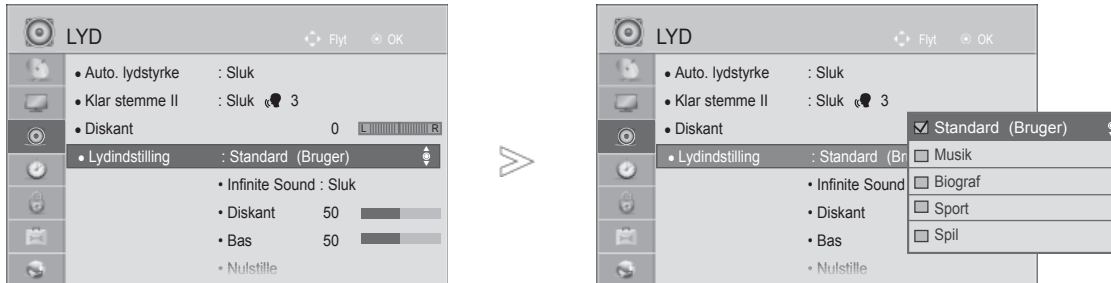 LYD Flyt OK
• Auto. lydstyrke : Sluk
• Klar stemme II : Sluk 3
• Diskant 0 L R
• Lydindstilling : Standard (Bruger)
• Infinite Sound : Sluk
• Diskant 50
• Bas 50
• Nulstille
LYD Flyt OK
• Auto. lydstyrke : Sluk
• Klar stemme II : Sluk 3
• Diskant
• Lydindstilling : Standard (Br
• Infinite Sound
• Diskant
• Bas
• Nulstille
Standard (Bruger)
Musik
Biograf
Sport
Spil